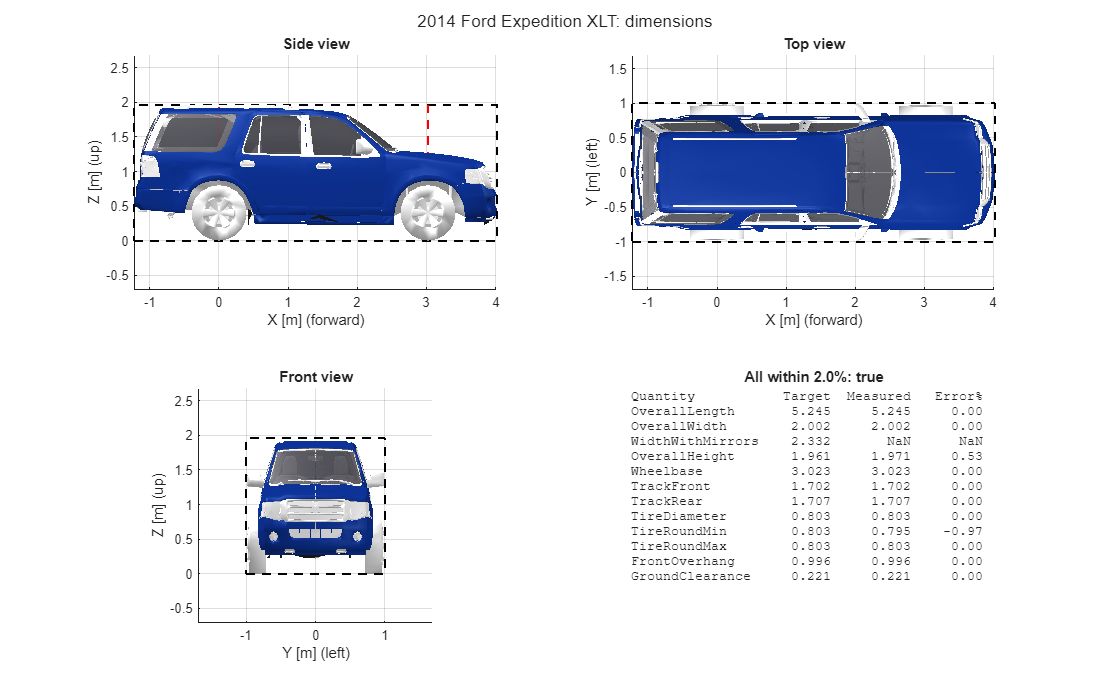 2014 Ford Expedition XLT: dimensions
Side view
2.5
2
1.5
1
0.5
0
-0.5
Z [m] (up)
-1 0 1 2 3 4
X [m] (forward)
Top view
1.5
1
0.5
0
-0.5
-1
-1.5
Y [m] (left)
-1 0 1 2 3 4
X [m] (forward)
Front view
2.5
2
1.5
1
0.5
0
-0.5
Z [m] (up)
-1 0 1
Y [m] (left)
All within 2.0%: true
Quantity Target Measured Error%
OverallLength 5.245 5.245 0.00
OverallWidth 2.002 2.002 0.00
WidthWithMirrors 2.332 NaN NaN
OverallHeight 1.961 1.971 0.53
Wheelbase 3.023 3.023 0.00
TrackFront 1.702 1.702 0.00
TrackRear 1.707 1.707 0.00
TireDiameter 0.803 0.803 0.00
TireRoundMin 0.803 0.795 -0.97
TireRoundMax 0.803 0.803 0.00
FrontOverhang 0.996 0.996 0.00
GroundClearance 0.221 0.221 0.00